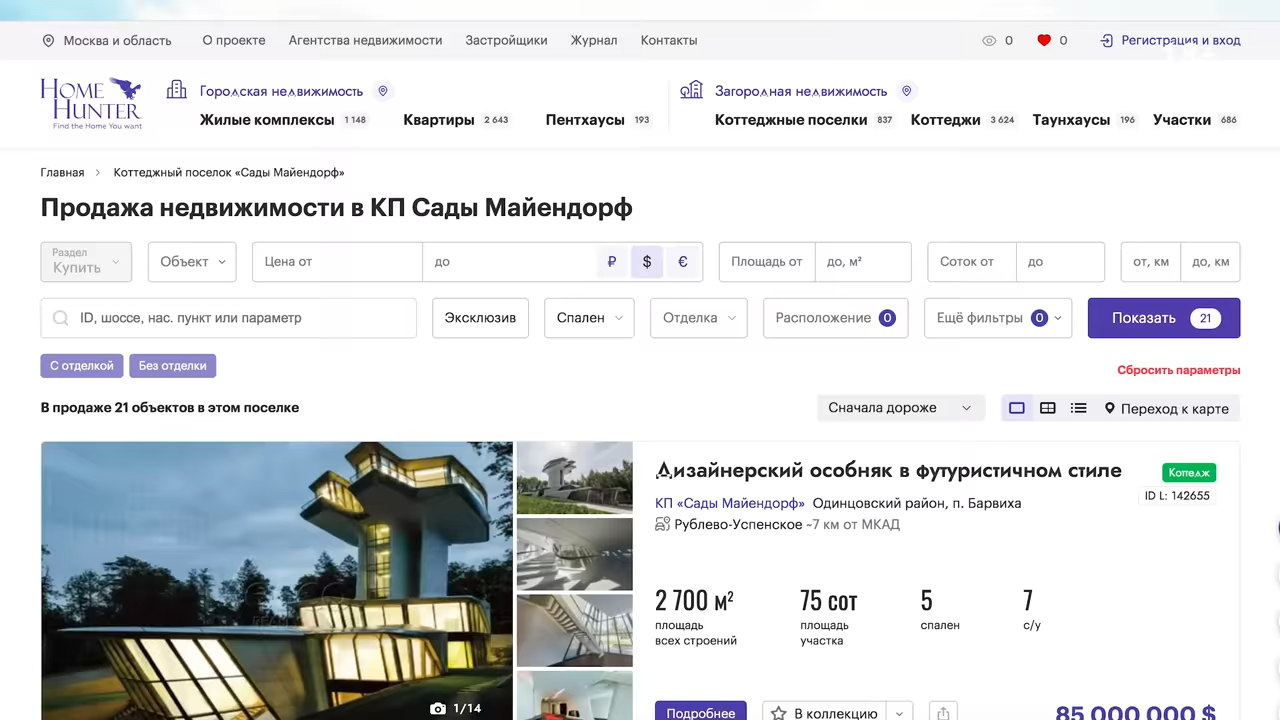 Москва и область О проекте Агентства недвижимости Застройщики Журнал Контакты 0 0 Регистрация и вход
HOME HUNTER
Find the Home You want
Городская недвижимость Загородная недвижимость
Жилые комплексы 1 148 Квартиры 2 643 Пентхаусы 193 Коттеджные поселки 837 Коттеджи 3 624 Таунхаусы 196 Участки 686
Главная > Коттеджный поселок «Сады Майендорф»
Продажа недвижимости в КП Сады Майендорф
Раздел
Купить Объект Цена от до ₽ $ € Площадь от до, м² Соток от до от, км до, км
ID, шоссе, нас. пункт или параметр Эксклюзив Спален Отделка Расположение 0 Ещё фильтры 0 Показать 21
С отделкой Без отделки
Сбросить параметры
В продаже 21 объектов в этом поселке Сначала дороже Переход к карте
Дизайнерский особняк в футуристичном стиле Коттедж
ID L: 142655
КП «Сады Майендорф» Одинцовский район, п. Барвиха
Рублево-Успенское ~7 км от МКАД
2 700 м² 75 сот 5 7
площадь всех строений площадь участка спален с/у
1/14
Подробнее В коллекцию 85 000 000 $